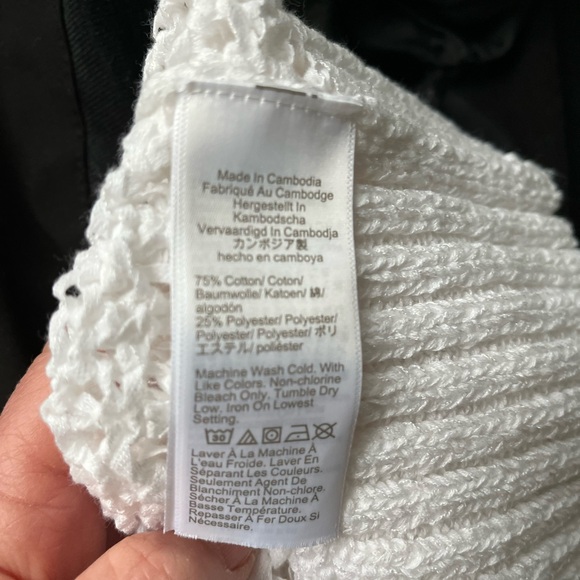 Made In Cambodia
Fabriqué Au Cambodge
Hergestellt In
Kambodscha
Vervaardigd In Cambodja
カンボジア製
hecho en camboya
75% Cotton/ Coton/
Baumwolle/ Katoen/ 綿/
algodón
25% Polyester/ Polyester/
Polyester/ Polyester/ ポリ
エステル/ poliéster
Machine Wash Cold. With
Like Colors. Non-chlorine
Bleach Only. Tumble Dry
Low. Iron On Lowest
Setting.
30
Laver À La Machine À
L'eau Froide. Laver En
Séparant Les Couleurs.
Seulement Agent De
Blanchiment Non-chlore.
Sécher À La Machine À
Basse Température.
Repasser À Fer Doux Si
Nécessaire.